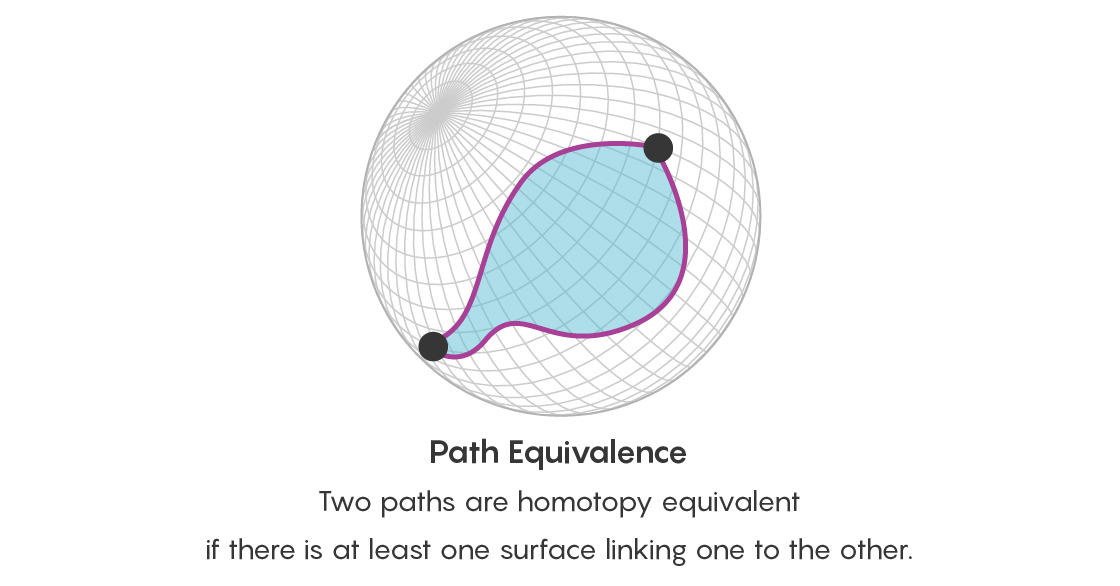 Path Equivalence
Two paths are homotopy equivalent
if there is at least one surface linking one to the other.